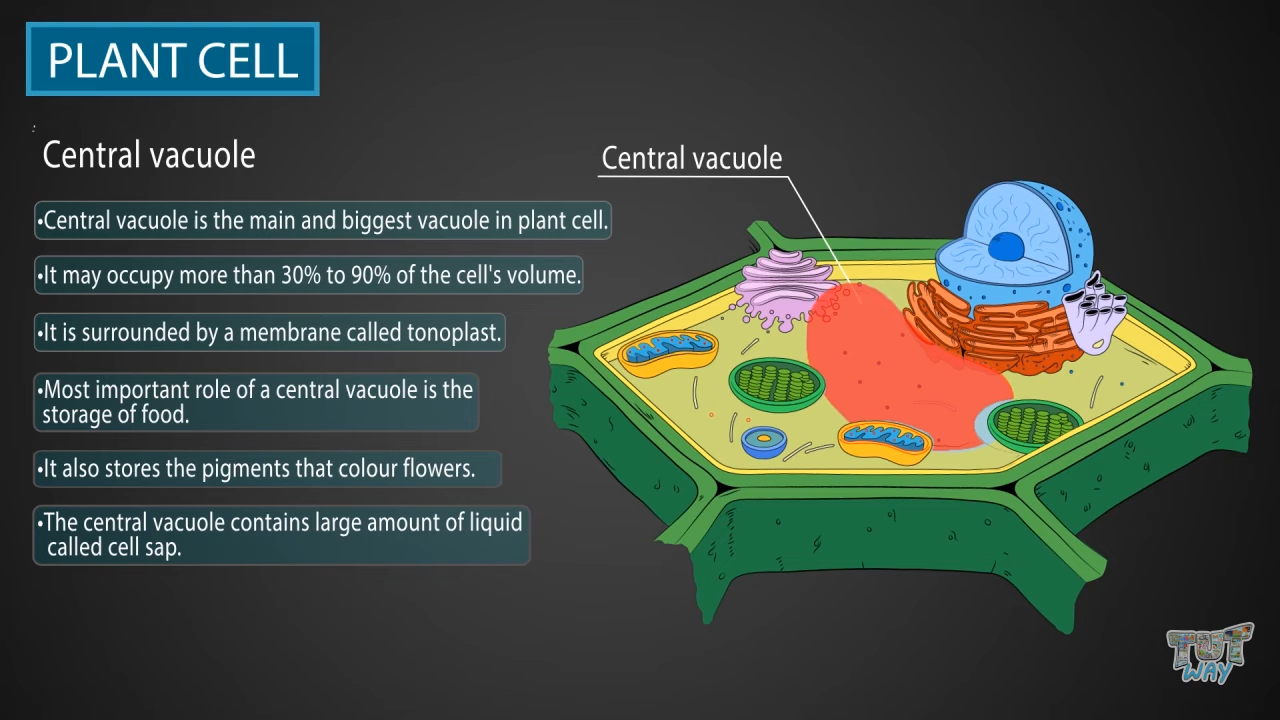 PLANT CELL
Central vacuole
•Central vacuole is the main and biggest vacuole in plant cell.
•It may occupy more than 30% to 90% of the cell's volume.
•It is surrounded by a membrane called tonoplast.
•Most important role of a central vacuole is the
storage of food.
•It also stores the pigments that colour flowers.
•The central vacuole contains large amount of liquid
called cell sap.
Central vacuole
TUT
WAY